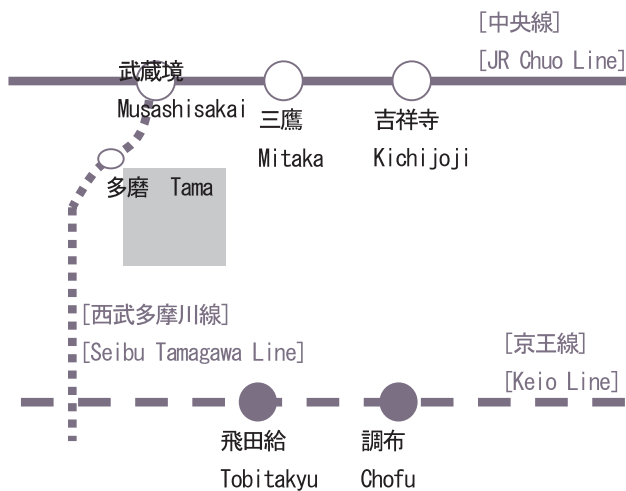 [中央線]
[JR Chuo Line]
武蔵境
Musashisakai
三鷹
Mitaka
吉祥寺
Kichijoji
多磨 Tama
[西武多摩川線]
[Seibu Tamagawa Line]
[京王線]
[Keio Line]
飛田給
Tobitakyu
調布
Chofu